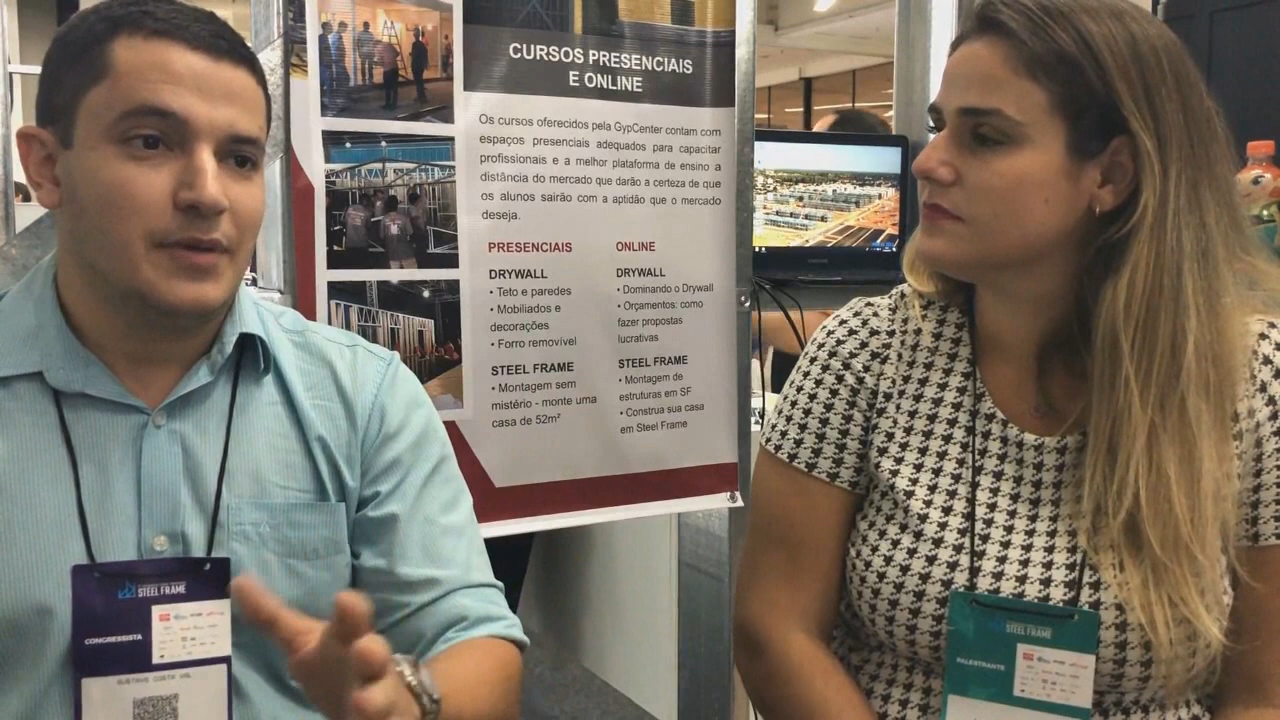 CURSOS PRESENCIAIS
E ONLINE
Os cursos oferecidos pela GypCenter contam com
espaços presenciais adequados para capacitar
profissionais e a melhor plataforma de ensino a
distância do mercado que darão a certeza de que
os alunos sairão com a aptidão que o mercado
deseja.
PRESENCIAIS
DRYWALL
• Teto e paredes
• Mobiliados e
decorações
• Forro removível
STEEL FRAME
• Montagem sem
mistério - monte uma
casa de 52m²
ONLINE
DRYWALL
• Dominando o Drywall
• Orçamentos: como
fazer propostas
lucrativas
STEEL FRAME
• Montagem de
estruturas em SF
• Construa sua casa
em Steel Frame
STEEL FRAME
CONGRESSISTA
GUSTAVO COSTA VAL
STEEL FRAME
PALESTRANTE